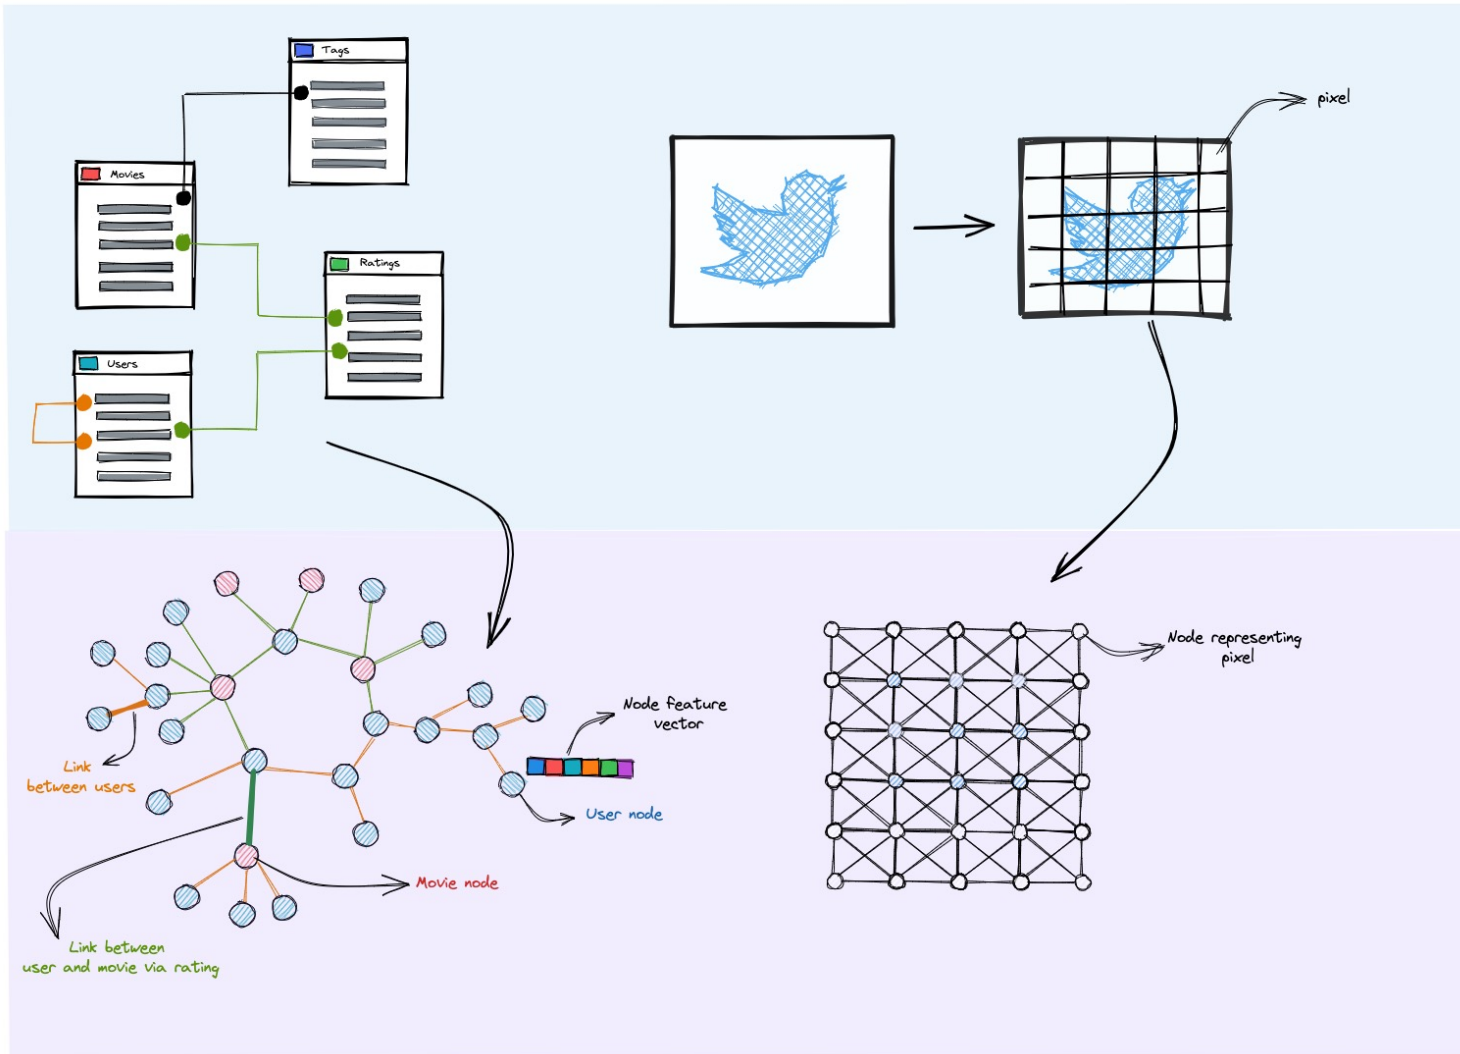 Tags
pixel
Movies
Ratings
Users
Node representing
pixel
Node feature
vector
Link
between users
User node
Movie node
Link between
user and movie via rating